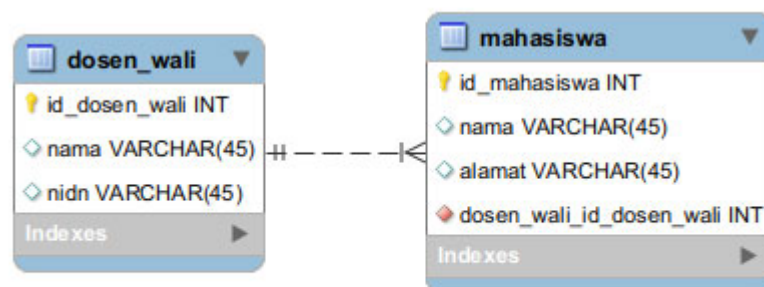 dosen_wali
id_dosen_wali INT
nama VARCHAR(45)
nidn VARCHAR(45)
Indexes
mahasiswa
id_mahasiswa INT
nama VARCHAR(45)
alamat VARCHAR(45)
dosen_wali_id_dosen_wali INT
Indexes